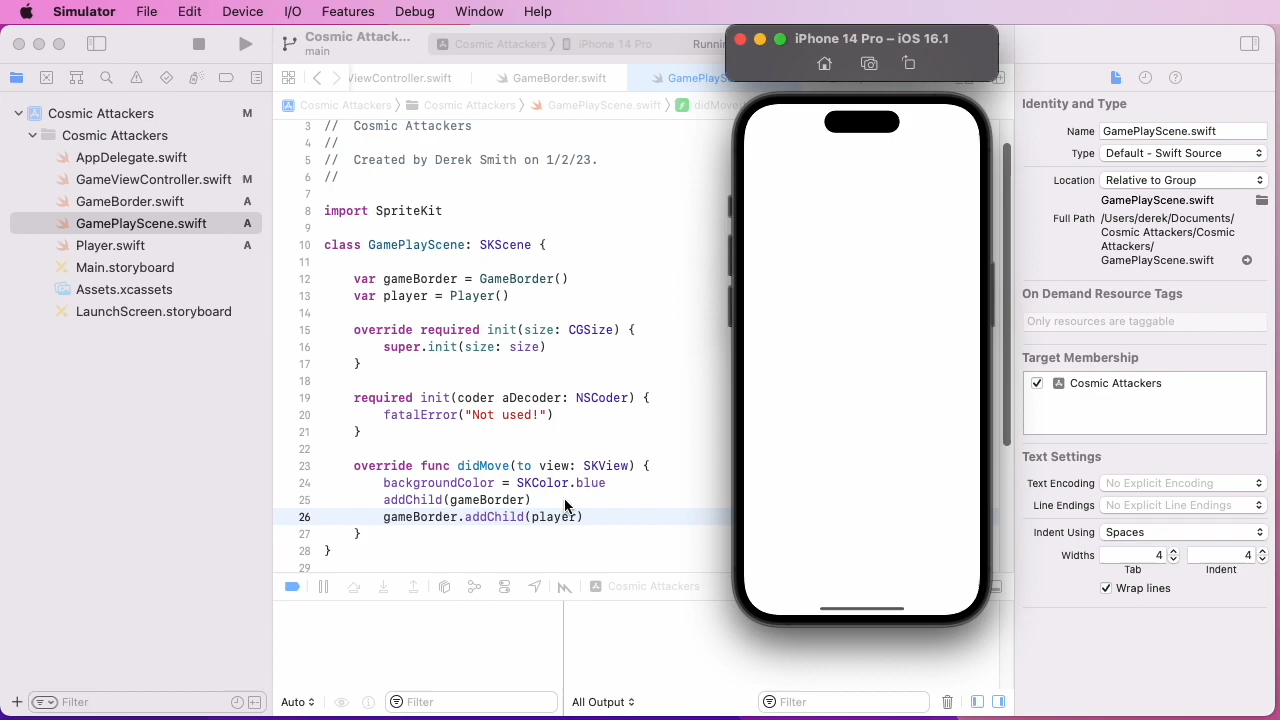 Simulator File Edit Device I/O Features Debug Window Help
Cosmic Attack...
main
Cosmic Attackers
iPhone 14 Pro
iPhone 14 Pro – iOS 16.1
ViewController.swift
GameBorder.swift
Cosmic Attackers
Cosmic Attackers
GamePlayScene.swift
Cosmic Attackers M
Cosmic Attackers
AppDelegate.swift
GameViewController.swift M
GameBorder.swift A
GamePlayScene.swift A
Player.swift A
Main.storyboard
Assets.xcassets
LaunchScreen.storyboard
3 // Cosmic Attackers
4 //
5 // Created by Derek Smith on 1/2/23.
6 //
7
8 import SpriteKit
9
10 class GamePlayScene: SKScene {
11
12 var gameBorder = GameBorder()
13 var player = Player()
14
15 override required init(size: CGSize) {
16 super.init(size: size)
17 }
18
19 required init(coder aDecoder: NSCoder) {
20 fatalError("Not used!")
21 }
22
23 override func didMove(to view: SKView) {
24 backgroundColor = SKColor.blue
25 addChild(gameBorder)
26 gameBorder.addChild(player)
27 }
28 }
29
Cosmic Attackers
Filter
Auto
Filter
All Output
Filter
Identity and Type
Name GamePlayScene.swift
Type Default - Swift Source
Location Relative to Group
GamePlayScene.swift
Full Path /Users/derek/Documents/
Cosmic Attackers/Cosmic
Attackers/
GamePlayScene.swift
On Demand Resource Tags
Only resources are taggable
Target Membership
Cosmic Attackers
Text Settings
Text Encoding No Explicit Encoding
Line Endings No Explicit Line Endings
Indent Using Spaces
Widths 4 4
Tab Indent
Wrap lines